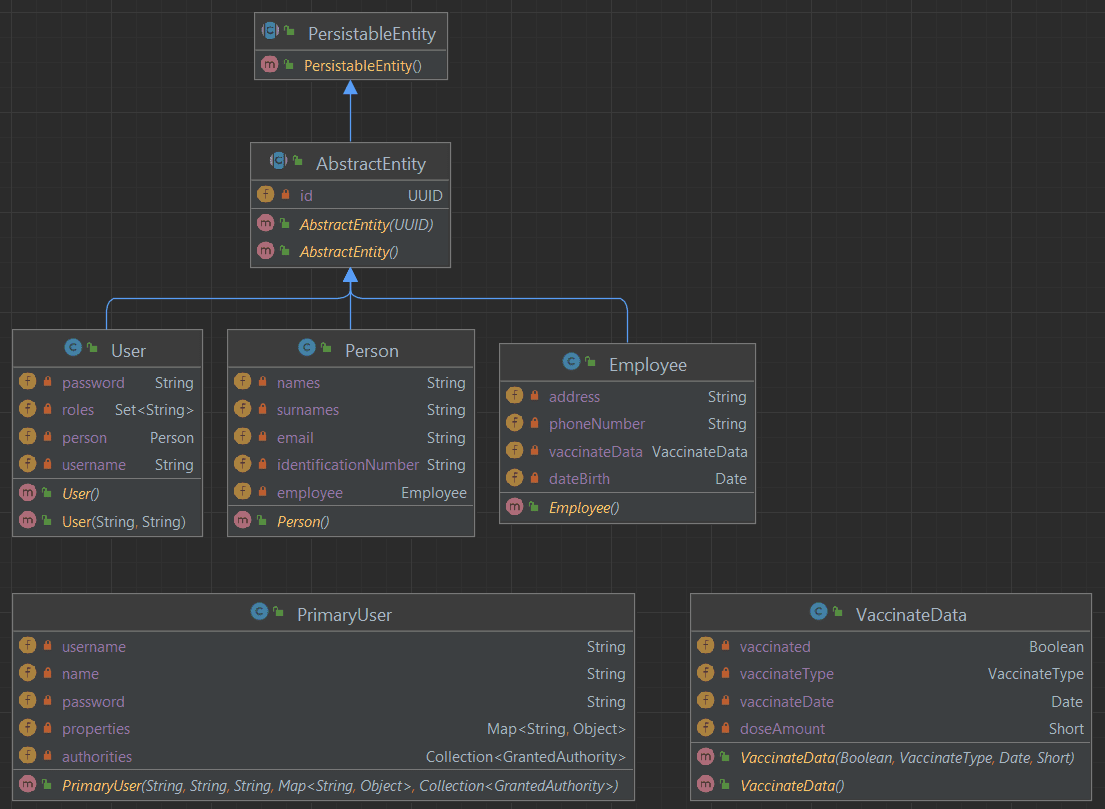 PersistableEntity
PersistableEntity()
AbstractEntity
id UUID
AbstractEntity(UUID)
AbstractEntity()
User
password String
roles Set<String>
person Person
username String
User()
User(String, String)
Person
names String
surnames String
email String
identificationNumber String
employee Employee
Person()
Employee
address String
phoneNumber String
vaccinateData VaccinateData
dateBirth Date
Employee()
PrimaryUser
username String
name String
password String
properties Map<String, Object>
authorities Collection<GrantedAuthority>
PrimaryUser(String, String, String, Map<String, Object>, Collection<GrantedAuthority>)
VaccinateData
vaccinated Boolean
vaccinateType VaccinateType
vaccinateDate Date
doseAmount Short
VaccinateData(Boolean, VaccinateType, Date, Short)
VaccinateData()